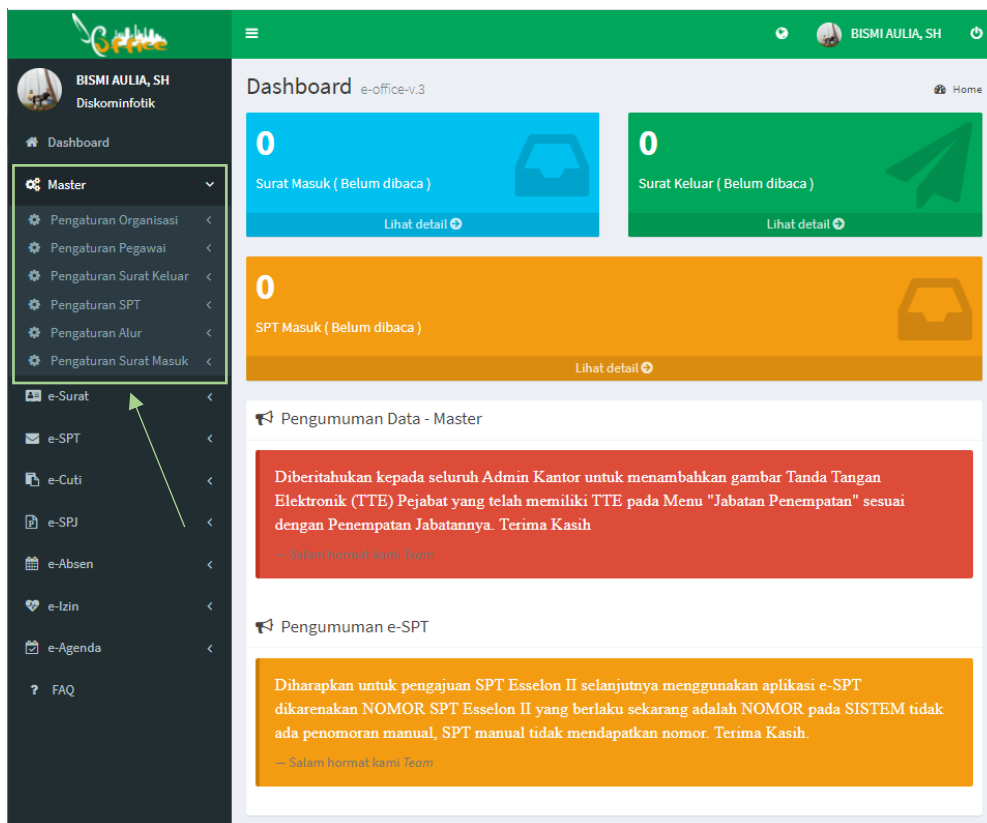 Office
BISMI AULIA, SH
BISMI AULIA, SH
Diskominfotik
Dashboard
Master
Pengaturan Organisasi
Pengaturan Pegawai
Pengaturan Surat Keluar
Pengaturan SPT
Pengaturan Alur
Pengaturan Surat Masuk
e-Surat
e-SPT
e-Cuti
e-SPJ
e-Absen
e-Izin
e-Agenda
? FAQ
Dashboard e-office-v.3
Home
0
Surat Masuk ( Belum dibaca )
Lihat detail
0
Surat Keluar ( Belum dibaca )
Lihat detail
0
SPT Masuk ( Belum dibaca )
Lihat detail
Pengumuman Data - Master
Diberitahukan kepada seluruh Admin Kantor untuk menambahkan gambar Tanda Tangan
Elektronik (TTE) Pejabat yang telah memiliki TTE pada Menu "Jabatan Penempatan" sesuai
dengan Penempatan Jabatannya. Terima Kasih
— Salam hormat kami Team
Pengumuman e-SPT
Diharapkan untuk pengajuan SPT Esselon II selanjutnya menggunakan aplikasi e-SPT
dikarenakan NOMOR SPT Esselon II yang berlaku sekarang adalah NOMOR pada SISTEM tidak
ada penomoran manual, SPT manual tidak mendapatkan nomor. Terima Kasih.
— Salam hormat kami Team